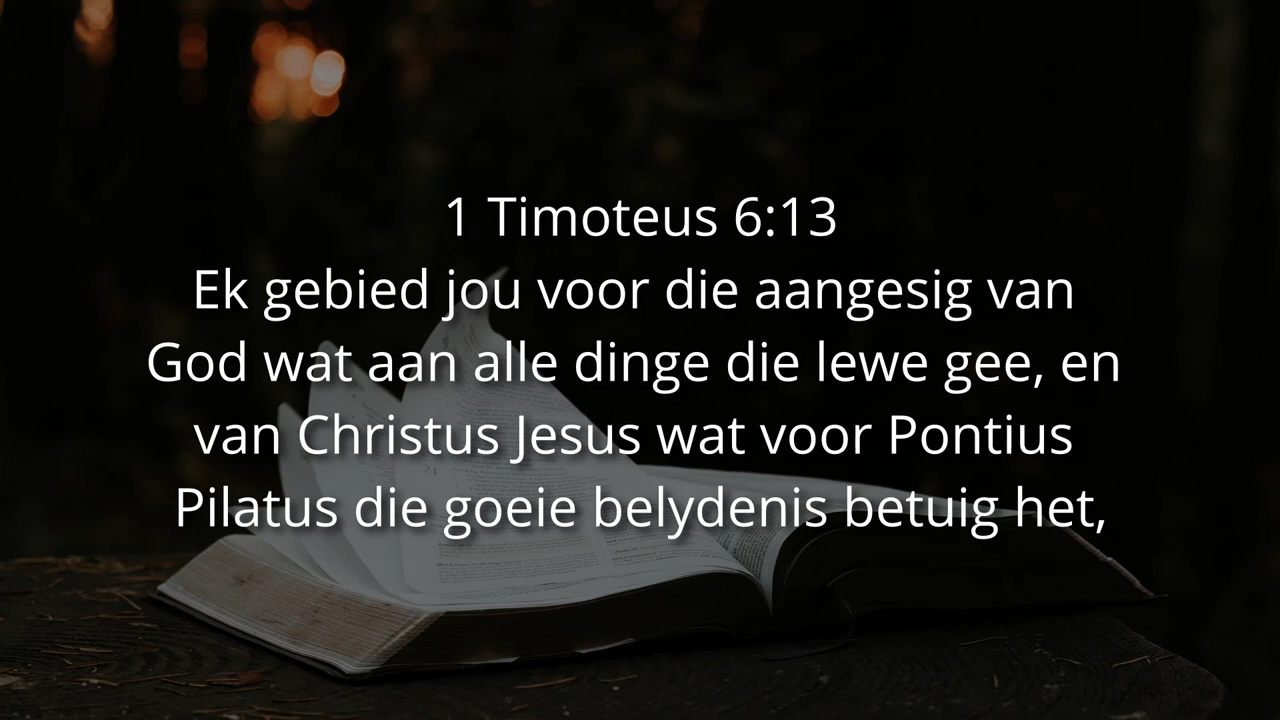 1 Timoteus 6:13
Ek gebied jou voor die aangesig van
God wat aan alle dinge die lewe gee, en
van Christus Jesus wat voor Pontius
Pilatus die goeie belydenis betuig het,